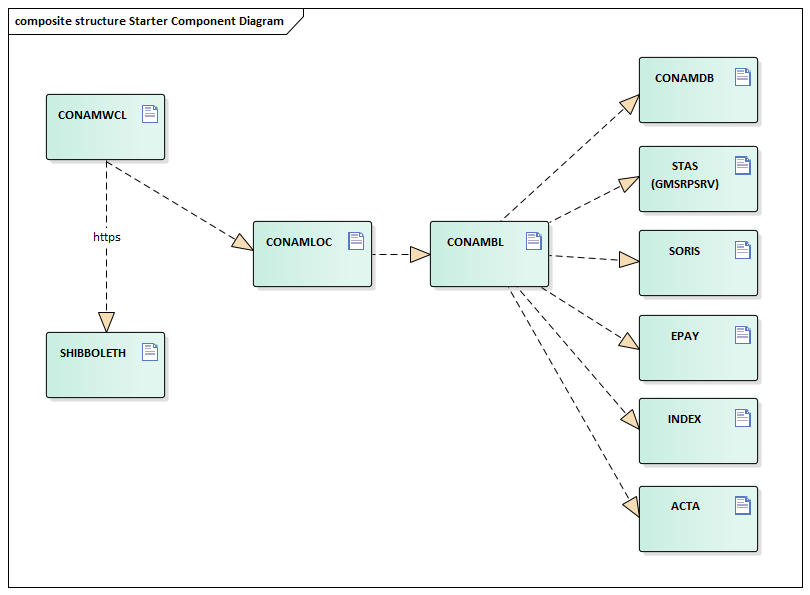 composite structure Starter Component Diagram
CONAMDB
CONAMWCL
STAS
(GMSRPSRV)
https
CONAMLOC
CONAMBL
SORIS
SHIBBOLETH
EPAY
INDEX
ACTA